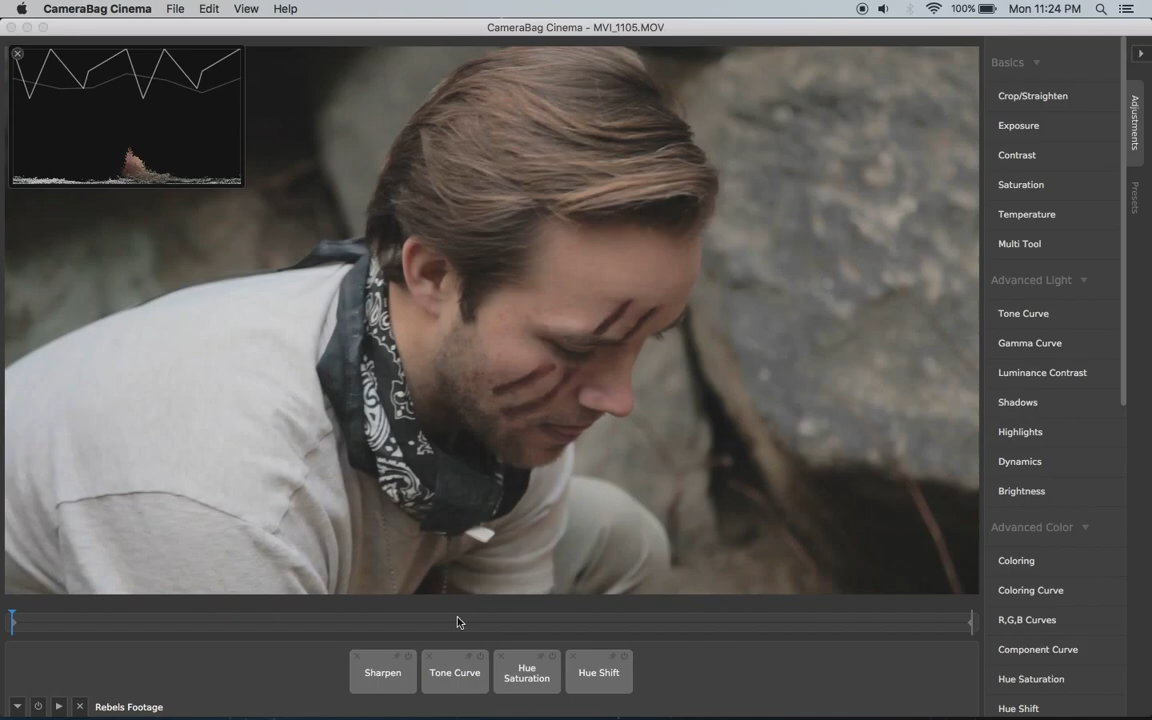 CameraBag Cinema File Edit View Help 100% Mon 11:24 PM
CameraBag Cinema - MVI_1105.MOV
Basics
Crop/Straighten
Exposure
Contrast
Saturation
Temperature
Multi Tool
Advanced Light
Tone Curve
Gamma Curve
Luminance Contrast
Shadows
Highlights
Dynamics
Brightness
Advanced Color
Coloring
Coloring Curve
R,G,B Curves
Component Curve
Hue Saturation
Hue Shift
Adjustments
Presets
Sharpen
Tone Curve
Hue
Saturation
Hue Shift
Rebels Footage